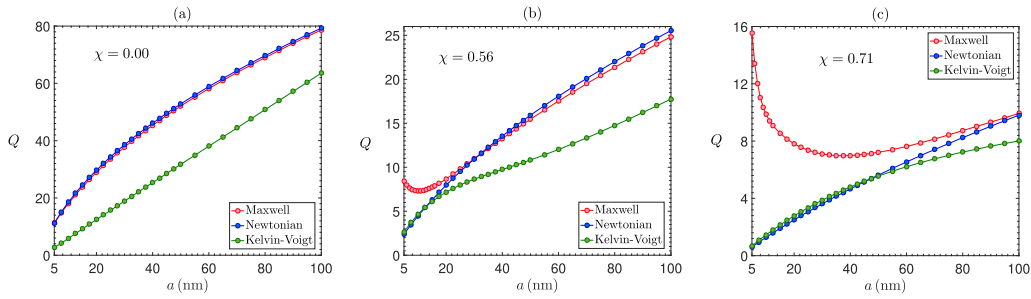 (a)
χ = 0.00
Q
80
60
40
20
0
5
20
40
60
80
100
a (nm)
Maxwell
Newtonian
Kelvin-Voigt
(b)
χ = 0.56
Q
25
20
15
10
5
0
5
20
40
60
80
100
a (nm)
Maxwell
Newtonian
Kelvin-Voigt
(c)
χ = 0.71
Q
16
12
8
4
0
5
20
40
60
80
100
a (nm)
Maxwell
Newtonian
Kelvin-Voigt